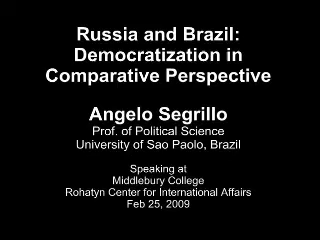 Russia and Brazil:
Democratization in
Comparative Perspective
Angelo Segrillo
Prof. of Political Science
University of Sao Paolo, Brazil
Speaking at
Middlebury College
Rohatyn Center for International Affairs
Feb 25, 2009